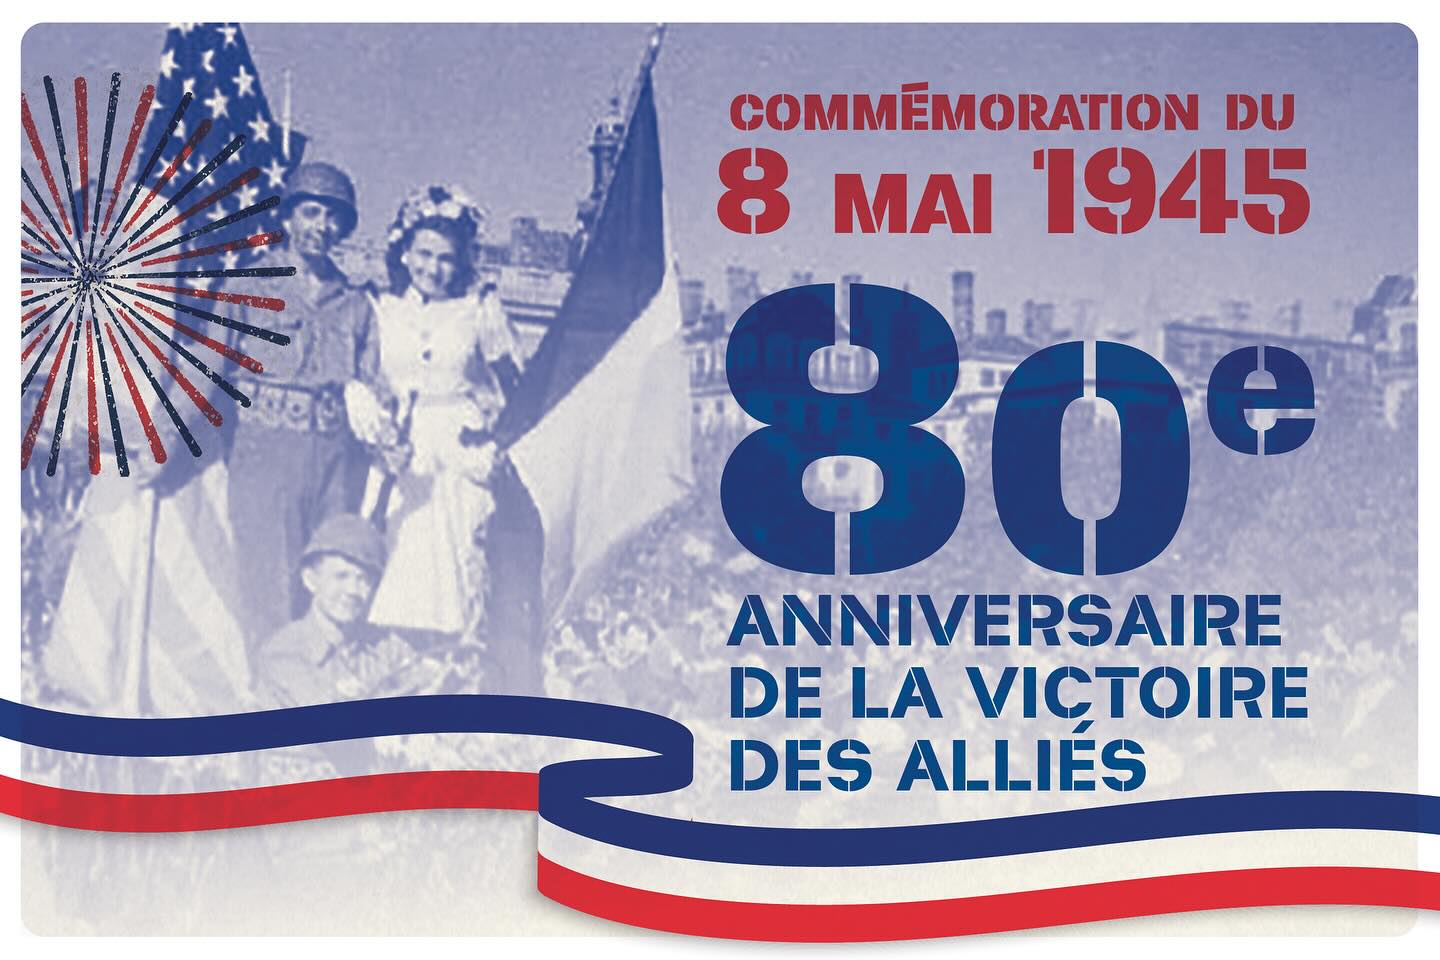 COMMÉMORATION DU
8 MAI 1945
80e
ANNIVERSAIRE
DE LA VICTOIRE
DES ALLIÉS